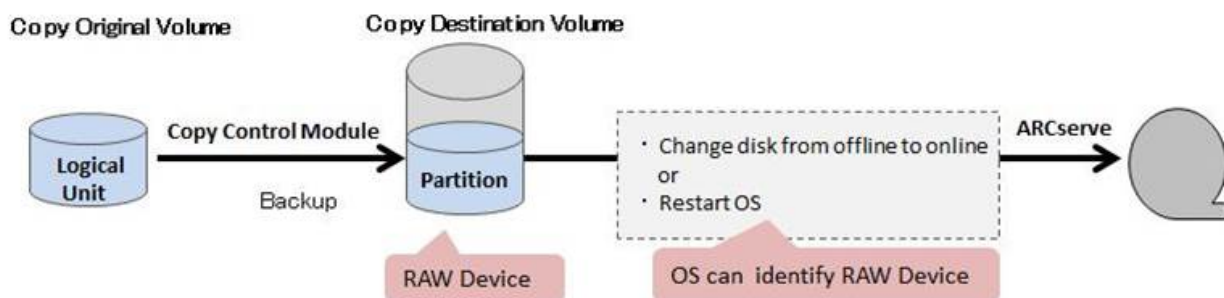 Copy Original Volume
Copy Destination Volume
Logical
Unit
Copy Control Module
Backup
Partition
・Change disk from offline to online
or
・Restart OS
ARCserve
RAW Device
OS can identify RAW Device